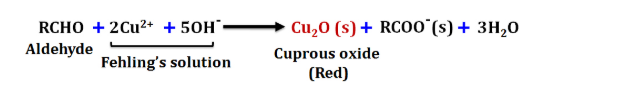 RCHO + 2Cu²⁺ + 5OH⁻ ⟶ Cu₂O (s) + RCOO⁻(s) + 3H₂O
Aldehyde
Fehling's solution
Cuprous oxide
(Red)